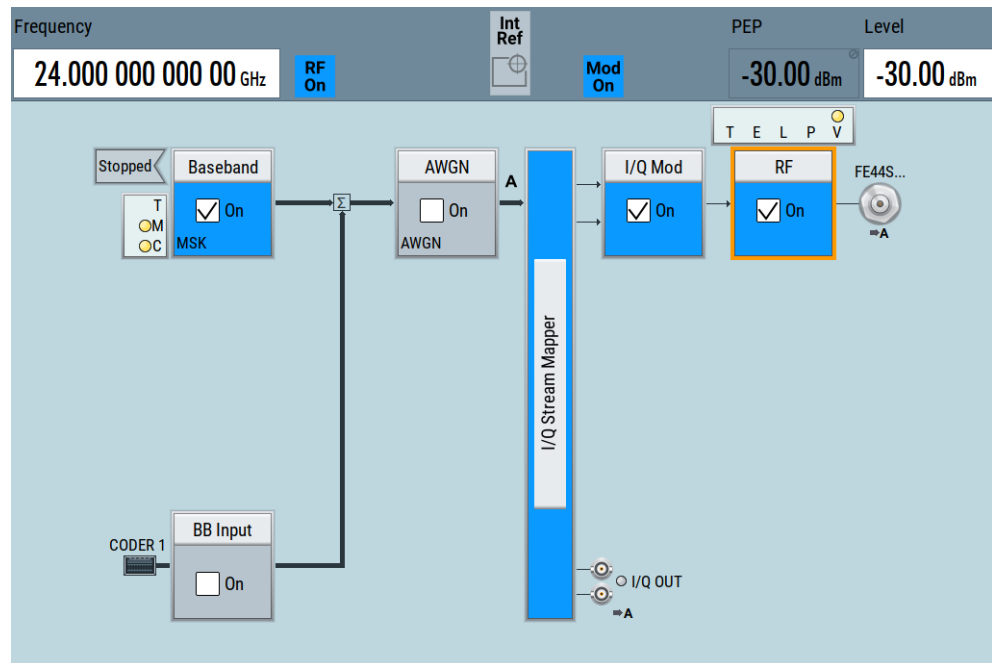 Frequency
Int
Ref
PEP
Level
24.000 000 000 00 GHz
RF
On
Mod
On
-30.00 dBm
-30.00 dBm
T E L P V
Stopped
Baseband
AWGN
A
I/Q Mod
RF
FE44S...
T
M
C
On
MSK
Σ
On
AWGN
On
On
➡A
I/Q Stream Mapper
BB Input
CODER 1
On
I/Q OUT
➡A